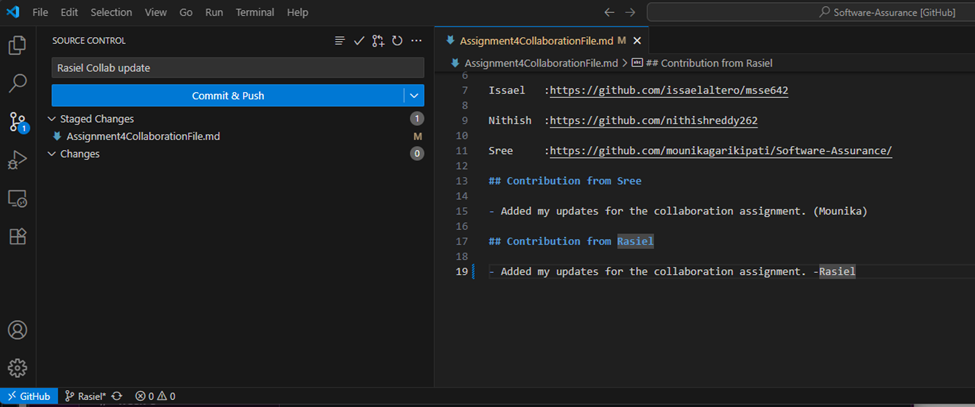 File Edit Selection View Go Run Terminal Help
Software-Assurance [GitHub]
SOURCE CONTROL
Rasiel Collab update
Commit & Push
Staged Changes 1
Assignment4CollaborationFile.md M
Changes 0
1
Assignment4CollaborationFile.md M
Assignment4CollaborationFile.md > ## Contribution from Rasiel
6
7 Issael :https://github.com/issaelaltero/msse642
8
9 Nithish :https://github.com/nithishreddy262
10
11 Sree :https://github.com/mounikagarikipati/Software-Assurance/
12
13 ## Contribution from Sree
14
15 - Added my updates for the collaboration assignment. (Mounika)
16
17 ## Contribution from Rasiel
18
19 - Added my updates for the collaboration assignment. -Rasiel
GitHub Rasiel* 0 0